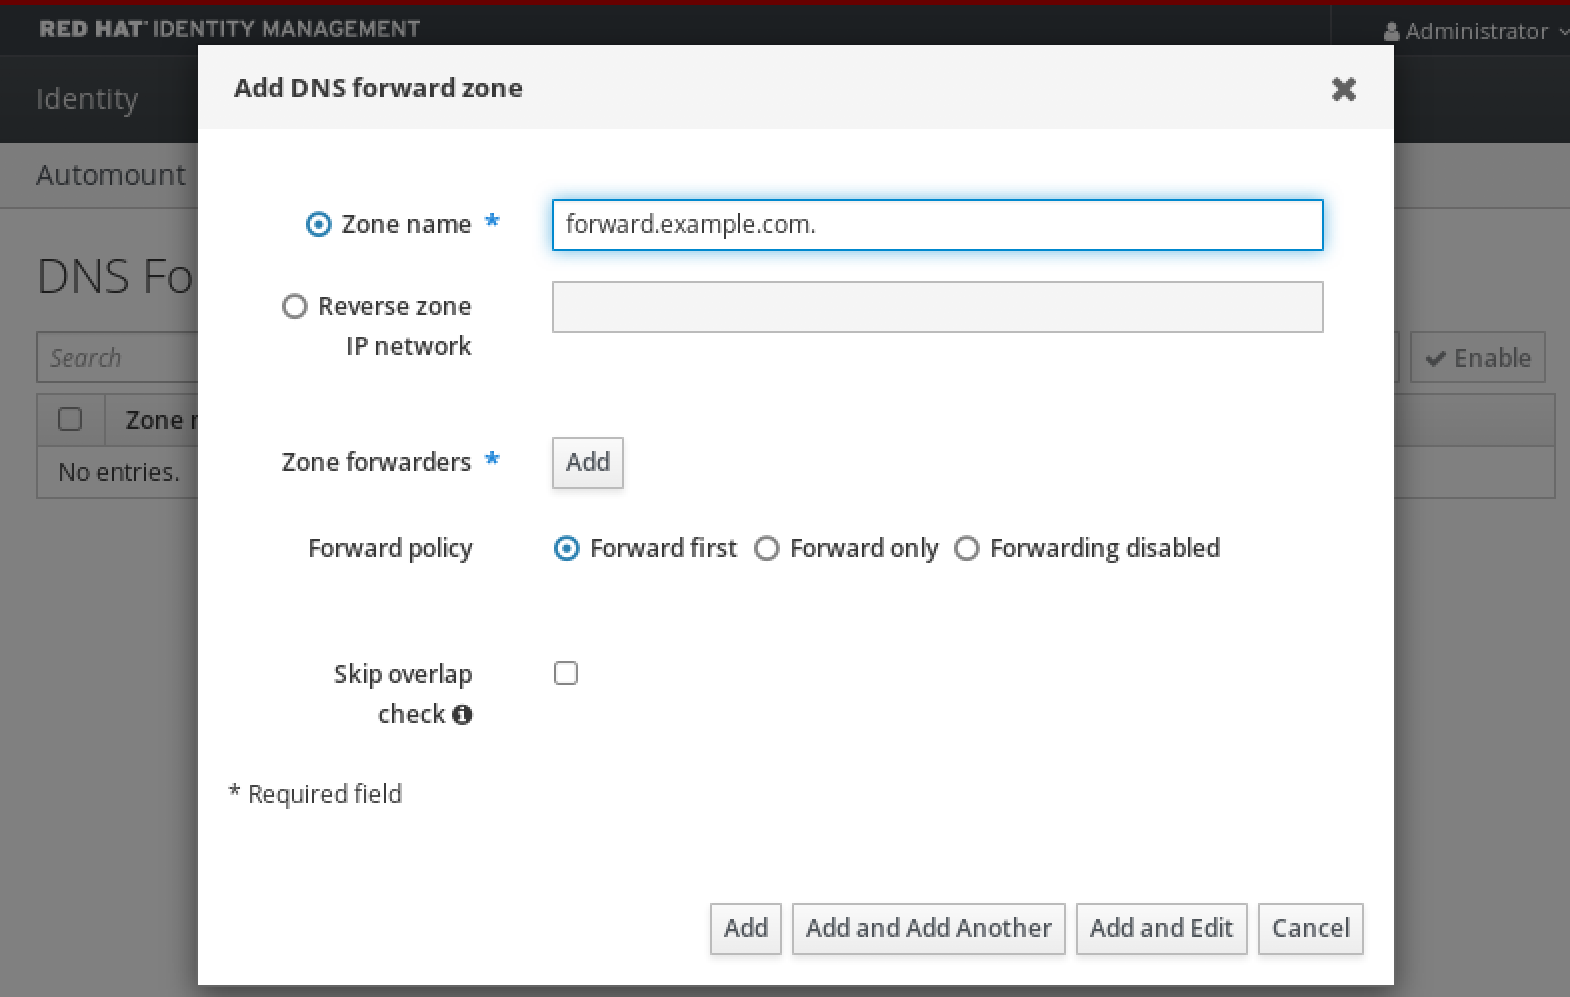 RED HAT® IDENTITY MANAGEMENT
Administrator
Identity
Add DNS forward zone
Automount
Zone name *
forward.example.com.
DNS Fo
Reverse zone
IP network
Search
Enable
Zone
No entries.
Zone forwarders *
Add
Forward policy
Forward first
Forward only
Forwarding disabled
Skip overlap
check
* Required field
Add
Add and Add Another
Add and Edit
Cancel